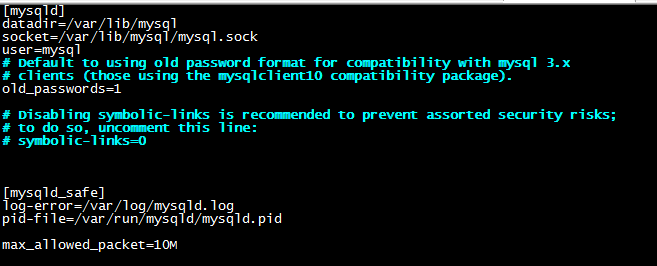 [mysqld]
datadir=/var/lib/mysql
socket=/var/lib/mysql/mysql.sock
user=mysql
# Default to using old password format for compatibility with mysql 3.x
# clients (those using the mysqlclient10 compatibility package).
old_passwords=1
# Disabling symbolic-links is recommended to prevent assorted security risks;
# to do so, uncomment this line:
# symbolic-links=0
[mysqld_safe]
log-error=/var/log/mysqld.log
pid-file=/var/run/mysqld/mysqld.pid
max_allowed_packet=10M